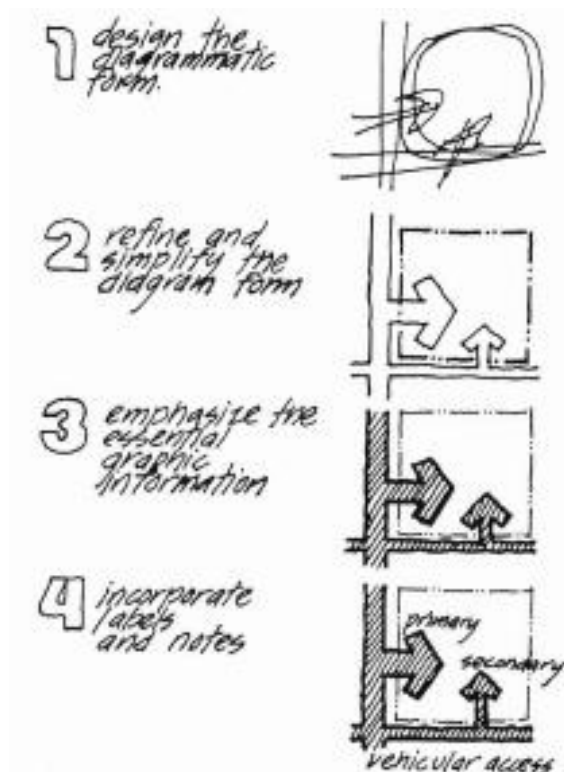 1 design the
diagrammatic
form.
2 refine and
simplify the
diagram form
3 emphasize the
essential
graphic
information
4 incorporate
labels
and notes
primary
secondary
vehicular access